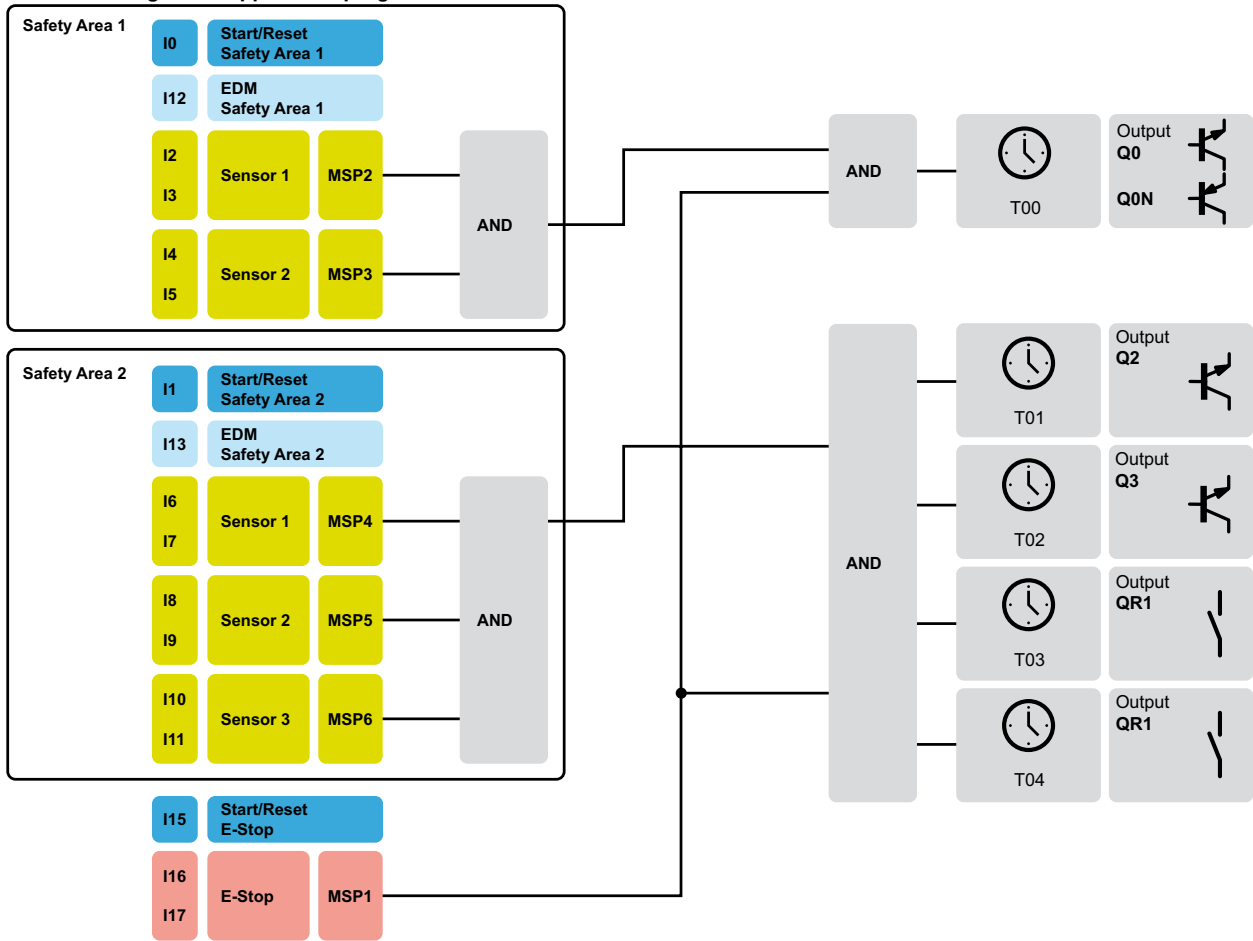 Safety Area 1
I0
Start/Reset
Safety Area 1
I12
EDM
Safety Area 1
I2
I3
Sensor 1
MSP2
I4
I5
Sensor 2
MSP3
AND
Safety Area 2
I1
Start/Reset
Safety Area 2
I13
EDM
Safety Area 2
I6
I7
Sensor 1
MSP4
I8
I9
Sensor 2
MSP5
I10
I11
Sensor 3
MSP6
AND
I15
Start/Reset
E-Stop
I16
I17
E-Stop
MSP1
AND
T00
Output
Q0
Q0N
AND
T01
Output
Q2
T02
Output
Q3
T03
Output
QR1
T04
Output
QR1